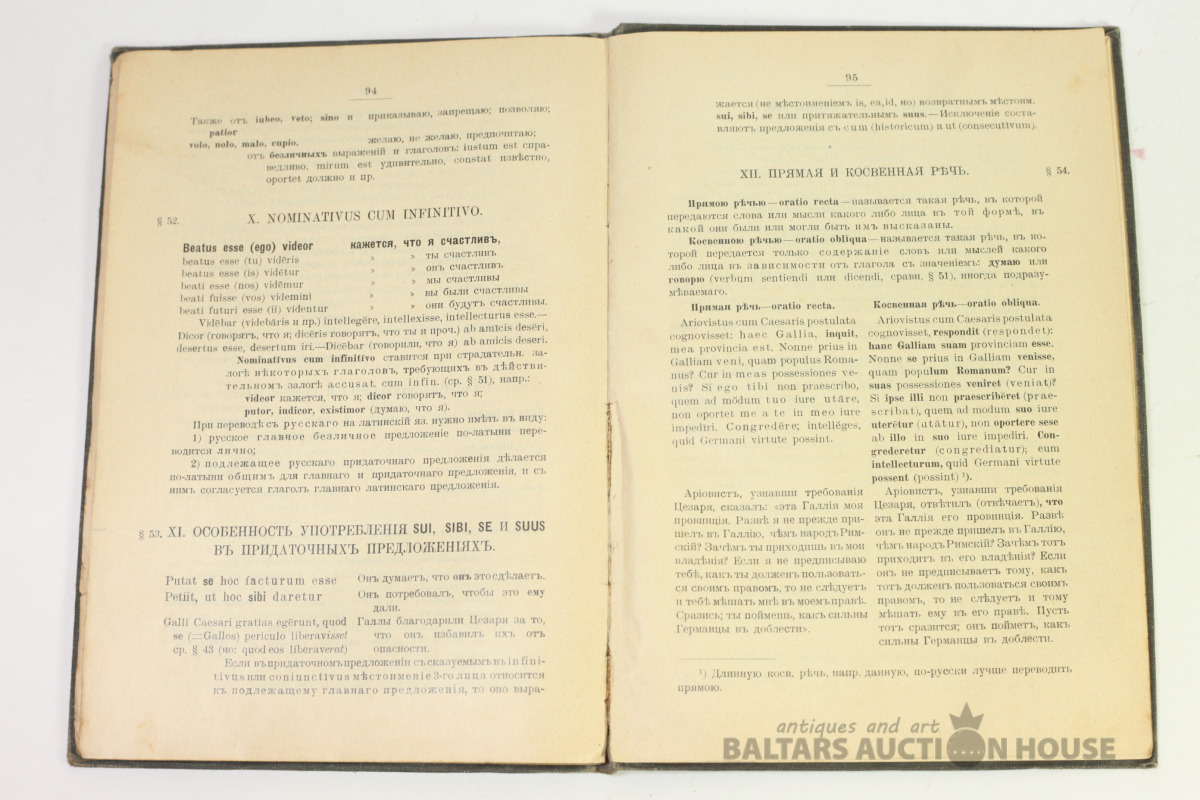 94
Также отъ iubeo, veto; sino и приказываю, запрещаю; позволяю;
patior
volo, nolo, malo, cupio, желаю, не желаю, предпочитаю;
отъ безличныхъ выраженій и глаголовъ: iustum est спра-
ведливо, mirum est удивительно, constat извѣстно,
oportet должно и пр.
§ 52. X. NOMINATIVUS CUM INFINITIVO.
Beatus esse (ego) videor кажется, что я счастливъ,
beatus esse (tu) vidēris » » ты счастливъ
beatus esse (is) vidētur » » онъ счастливъ
beati esse (nos) vidēmur » » мы счастливы
beati fuisse (vos) videmini » » вы были счастливы
beati futuri esse (ii) videntur » » они будутъ счастливы.
Vidēbar (videbāris и пр.) intellegĕre, intellexisse, intellecturus esse.—
Dicor (говорятъ, что я; dicĕris говорятъ, что ты и проч.) ab amīcis desĕri,
desertus esse, desertum iri.—Dicēbar (говорили, что я) ab amicis deseri.
Nominatīvus cum infinitīvo ставится при страдательн. за-
логѣ нѣкоторыхъ глаголовъ, требующихъ въ дѣйстви-
тельномъ залогѣ accusat. cum infin. (ср. § 51), напр.:
videor кажется, что я; dicor говорятъ, что я;
putor, iudicor, existimor (думаю, что я).
При переводѣ съ русскаго на латинскій яз. нужно имѣть въ виду:
1) русское главное безличное предложеніе по-латыни пере-
водится лично;
2) подлежащее русскаго придаточнаго предложенія дѣлается
по-латыни общимъ для главнаго и придаточнаго предложенія, и съ
нимъ согласуется глаголъ главнаго латинскаго предложенія.
§ 53. XI. ОСОБЕННОСТЬ УПОТРЕБЛЕНІЯ SUI, SIBI, SE И SUUS
ВЪ ПРИДАТОЧНЫХЪ ПРЕДЛОЖЕНІЯХЪ.
Putat se hoc facturum esse Онъ думаетъ, что онъ это сдѣлаетъ.
Petiit, ut hoc sibi daretur Онъ потребовалъ, чтобы это ему
дали.
Galli Caesari gratias egērunt, quod Галлы благодарили Цезаря за то,
se (=Gallos) periculo liberavisset что онъ избавилъ ихъ отъ
ср. § 43 (но: quod eos liberaverat) опасности.
Если въ придаточномъ предложеніи съ сказуемымъ въ infini-
tivus или coniunctivus мѣстоименіе 3-го лица относится
къ подлежащему главнаго предложенія, то оно выра-
95
жается (не мѣстоименіемъ is, ea, id, но) возвратнымъ мѣстоим.
sui, sibi, se или притяжательнымъ suus.—Исключеніе соста-
вляютъ предложенія съ cum (historicum) и ut (consecutivum).
XII. ПРЯМАЯ И КОСВЕННАЯ РѢЧЬ. § 54.
Прямою рѣчью—oratio recta—называется такая рѣчь, въ которой
передаются слова или мысли какого либо лица въ той формѣ, въ
какой они были или могли быть имъ высказаны.
Косвенною рѣчью—oratio oblīqua—называется такая рѣчь, въ ко-
торой передается только содержаніе словъ или мыслей какого
либо лица въ зависимости отъ глагола съ значеніемъ: думаю или
говорю (verbum sentiendi или dicendi, сравн. § 51), иногда подразу-
мѣваемаго.
Прямая рѣчь—oratio recta.
Ariovistus cum Caesaris postulata
cognovisset: haec Gallia, inquit,
mea provincia est. Nonne prius in
Galliam veni, quam populus Roma-
nus? Cur in meas possessiones ve-
nis? Si ego tibi non praescribo,
quem ad mŏdum tuo iure utāre,
non oportet me a te in meo iure
impediri. Congredĕre; intellĕges,
quid Germani virtute possint.
Косвенная рѣчь—oratio obliqua.
Ariovistus cum Caesaris postulata
cognovisset, respondit (respondet):
hanc Galliam suam provinciam esse.
Nonne se prius in Galliam venisse,
quam populum Romanum? Cur in
suas possessiones veniret (veniat)?
Si ipse illi non praescribĕret (prae-
scribat), quem ad modum suo iure
uterētur (utātur), non oportere sese
ab illo in suo iure impediri. Con-
grederetur (congrediatur); eum
intellecturum, quid Germani virtute
possent (possint) ¹).
Аріовистъ, узнавши требованія
Цезаря, сказалъ: «эта Галлія моя
провинція. Развѣ я не прежде при-
шелъ въ Галлію, чѣмъ народъ Рим-
скій? Зачѣмъ ты приходишь въ мои
владѣнія? Если я не предписываю
тебѣ, какъ ты долженъ пользовать-
ся своимъ правомъ, то не слѣдуетъ
и тебѣ мѣшать мнѣ въ моемъ правѣ.
Сразись; ты поймешь, какъ сильны
Германцы въ доблести».
Аріовистъ, узнавши требованія
Цезаря, отвѣтилъ (отвѣчаетъ), что
эта Галлія его провинція. Развѣ
онъ не прежде пришелъ въ Галлію,
чѣмъ народъ Римскій? Зачѣмъ тотъ
приходитъ въ его владѣнія? Если
онъ не предписываетъ тому, какъ
тотъ долженъ пользоваться своимъ
правомъ, то не слѣдуетъ и тому
мѣшать ему въ его правѣ. Пусть
тотъ сразится; онъ пойметъ, какъ
сильны Германцы въ доблести.
¹) Длинную косв. рѣчь, напр. данную, по-русски лучше переводить
прямою.
antiques and art
BALTARS AUCTION HOUSE